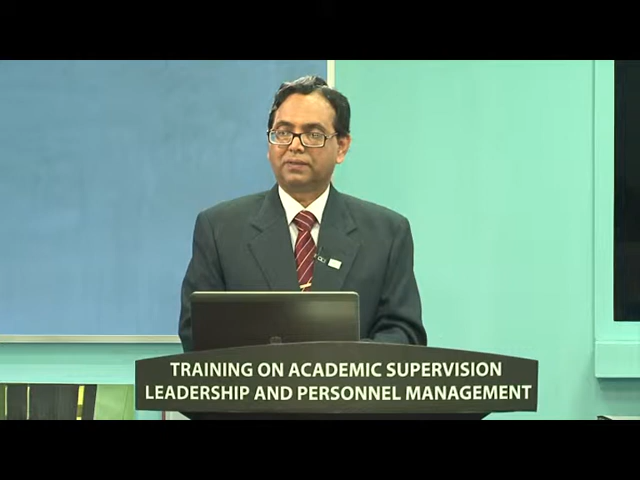 TRAINING ON ACADEMIC SUPERVISION
LEADERSHIP AND PERSONNEL MANAGEMENT